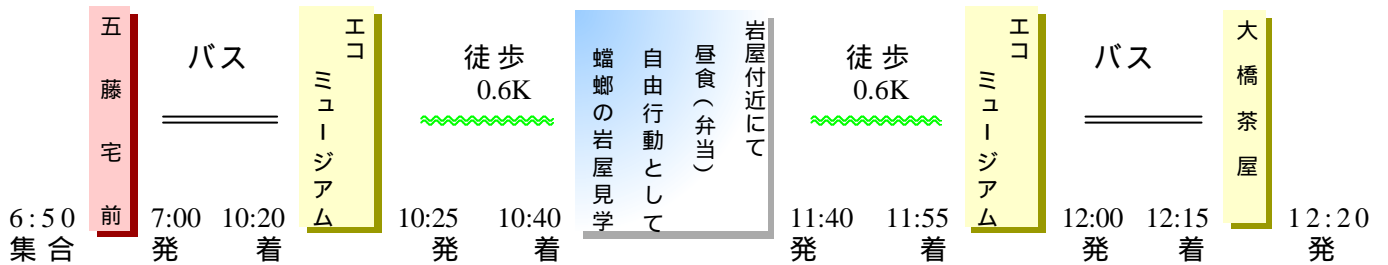 6:50
集合
五藤宅前
バス
7:00 10:20
発 着
エコ
ミュージアム
徒歩
0.6K
10:25 10:40
発 着
岩屋付近にて
昼食(弁当)
自由行動として
蟷螂の岩屋見学
徒歩
0.6K
11:40 11:55
発 着
エコ
ミュージアム
バス
12:00 12:15
発 着
大橋茶屋
12:20
発